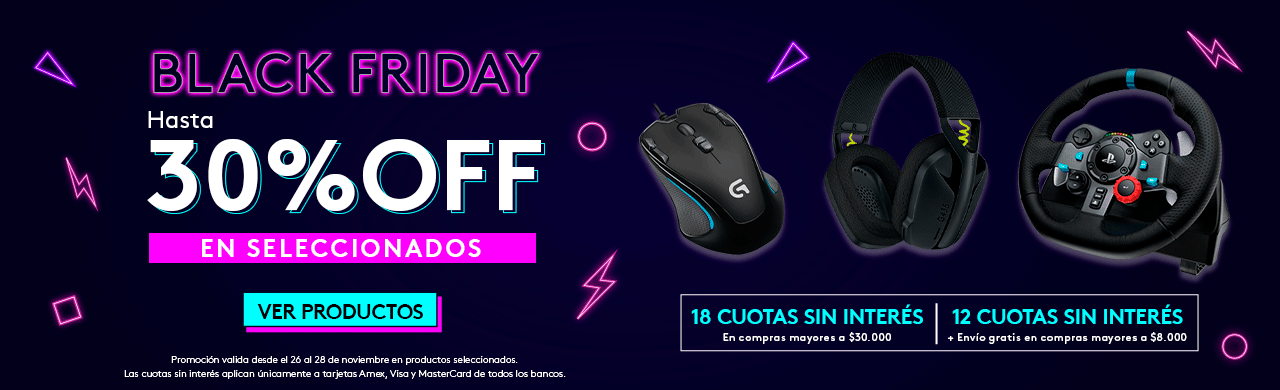 BLACK FRIDAY
Hasta
30%OFF
EN SELECCIONADOS
VER PRODUCTOS
Promoción valida desde el 26 al 28 de noviembre en productos seleccionados.
Las cuotas sin interés aplican únicamente a tarjetas Amex, Visa y MasterCard de todos los bancos.
G435
18 CUOTAS SIN INTERÉS
En compras mayores a $30.000
12 CUOTAS SIN INTERÉS
+ Envío gratis en compras mayores a $8.000